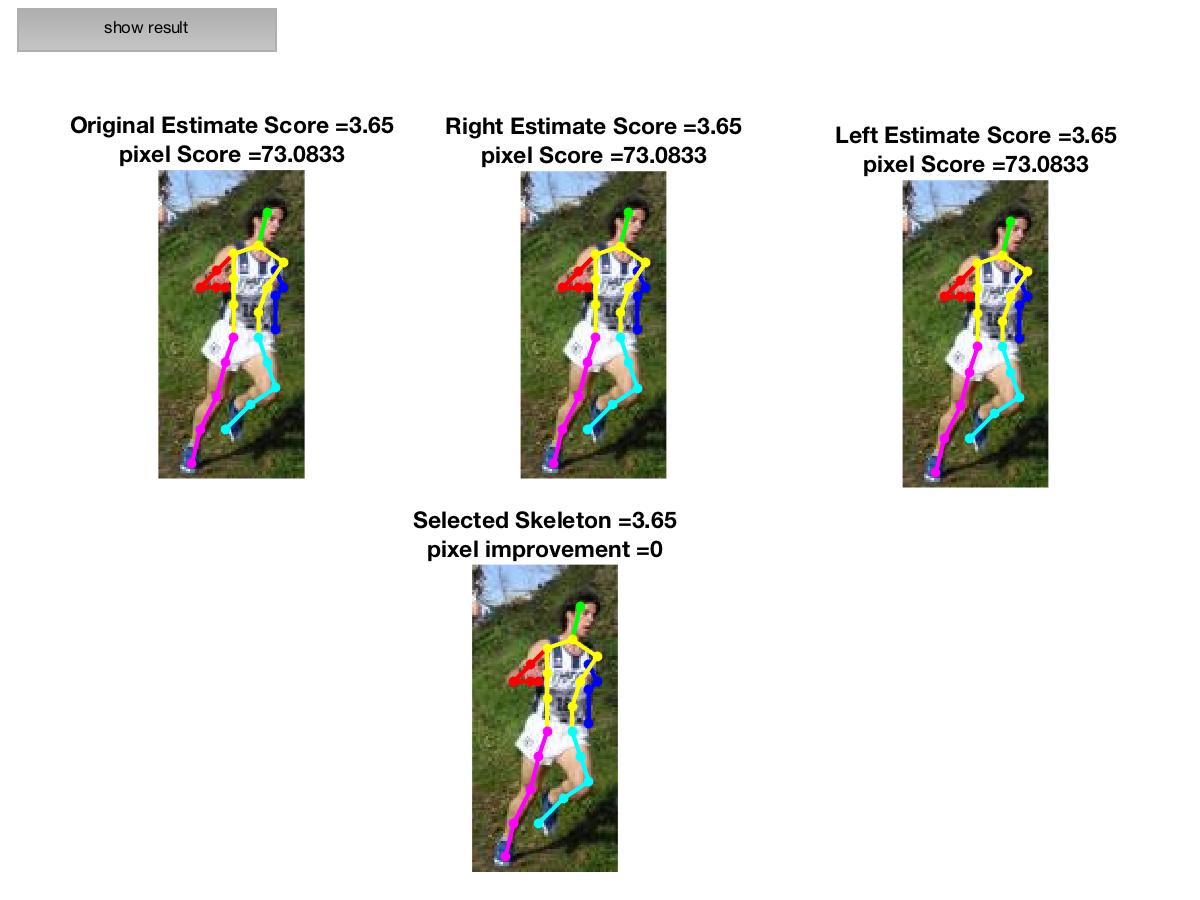 show result
Original Estimate Score =3.65
pixel Score =73.0833
Right Estimate Score =3.65
pixel Score =73.0833
Left Estimate Score =3.65
pixel Score =73.0833
Selected Skeleton =3.65
pixel improvement =0